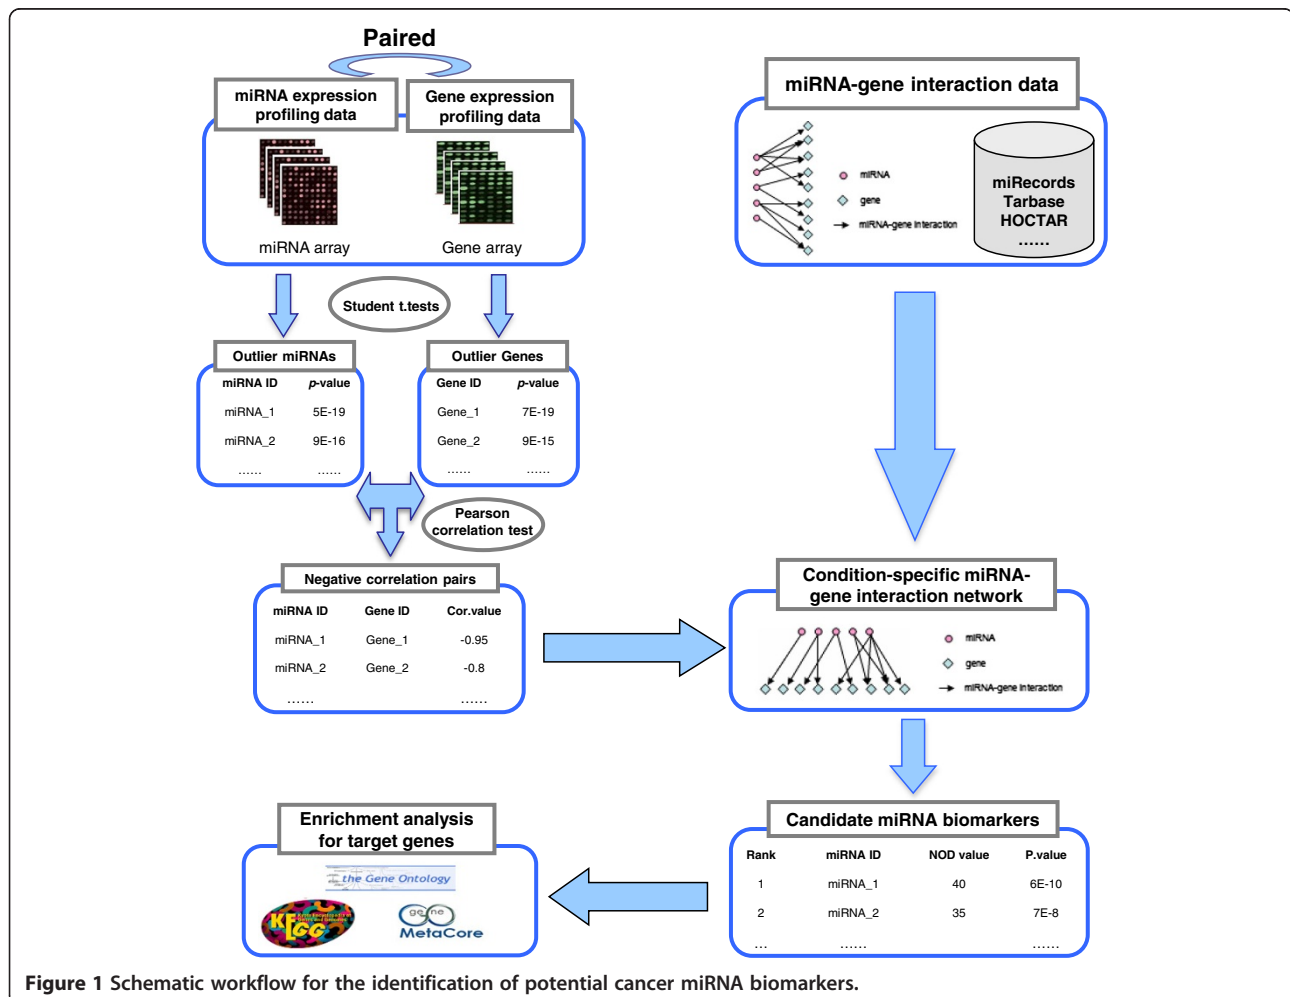 Paired
miRNA expression
profiling data
Gene expression
profiling data
miRNA array
Gene array
miRNA-gene interaction data
miRNA
gene
miRNA-gene interaction
miRecords
Tarbase
HOCTAR
......
Student t.tests
Outlier miRNAs
miRNA ID p-value
miRNA_1 5E-19
miRNA_2 9E-16
...... ......
Outlier Genes
Gene ID p-value
Gene_1 7E-19
Gene_2 9E-15
...... ......
Pearson
correlation test
Negative correlation pairs
miRNA ID Gene ID Cor.value
miRNA_1 Gene_1 -0.95
miRNA_2 Gene_2 -0.8
...... ......
Condition-specific miRNA-
gene interaction network
miRNA
gene
miRNA-gene interaction
Candidate miRNA biomarkers
Rank miRNA ID NOD value P.value
1 miRNA_1 40 6E-10
2 miRNA_2 35 7E-8
... ...... ......
Enrichment analysis
for target genes
the Gene Ontology
KEGG
Kyoto Encyclopedia of
Genes and Genomes
gene
MetaCore
Figure 1 Schematic workflow for the identification of potential cancer miRNA biomarkers.